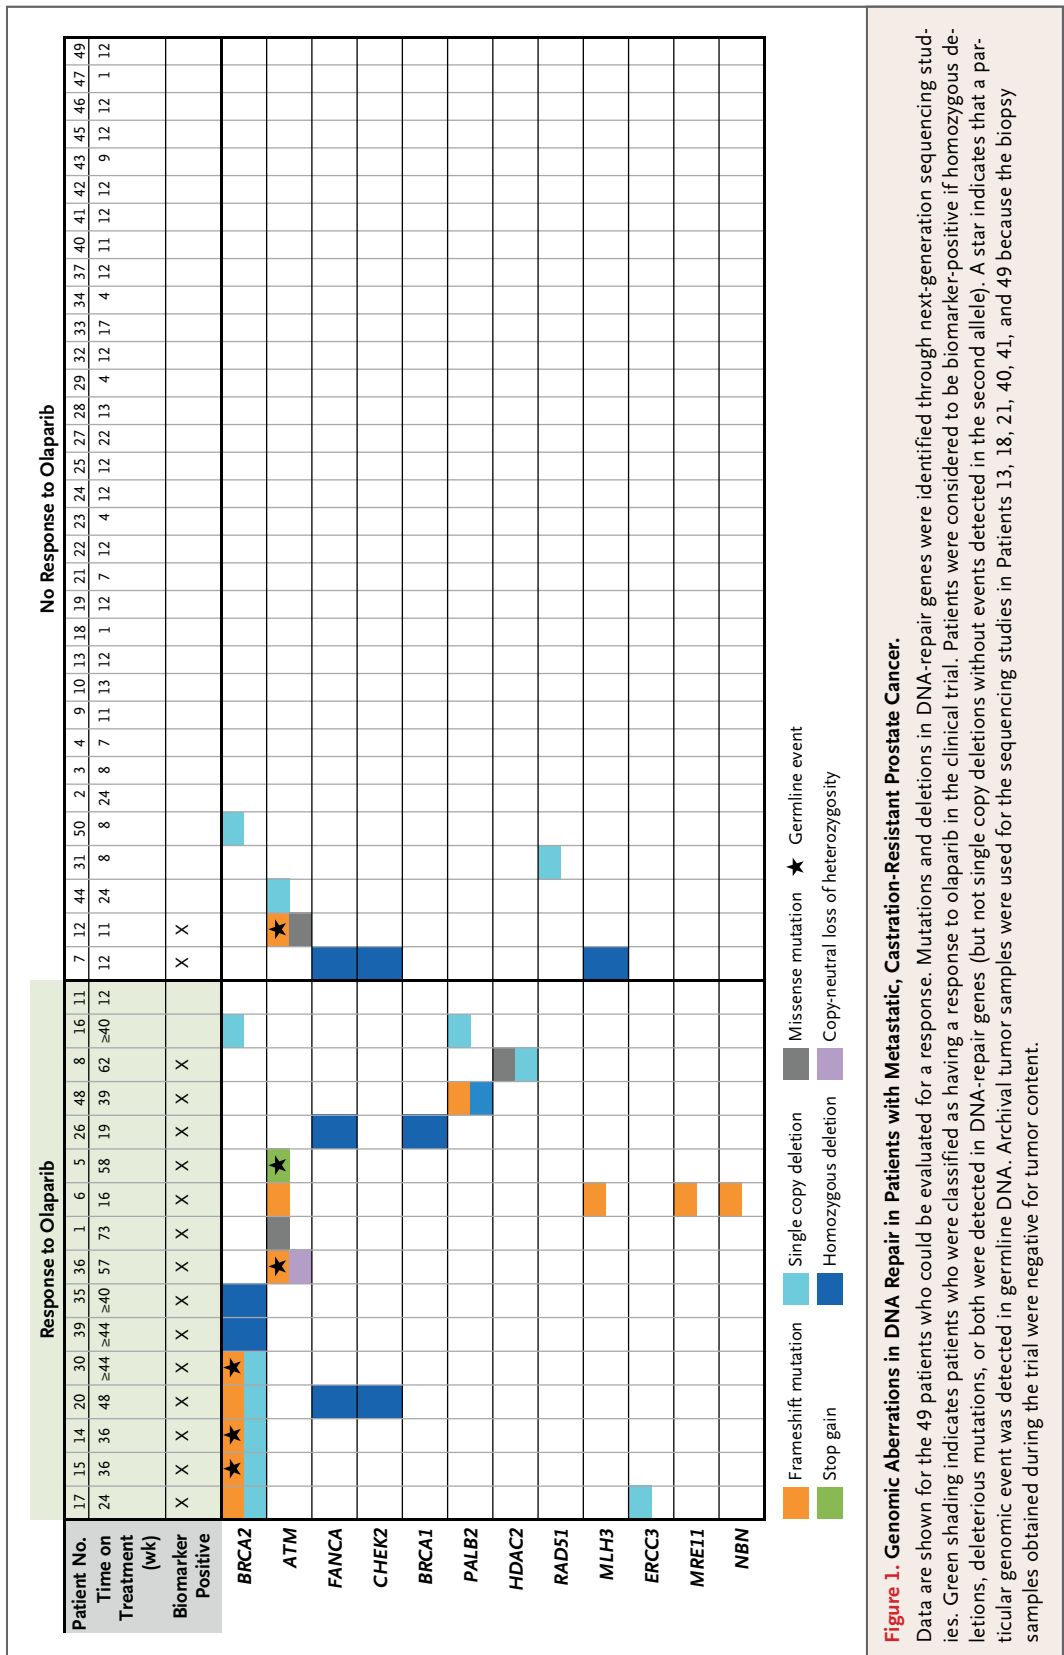 Response to Olaparib No Response to Olaparib
Patient No. 17 15 14 20 30 39 35 36 1 6 5 26 48 8 16 11 7 12 44 31 50 2 3 4 9 10 13 18 19 21 22 23 24 25 27 28 29 32 33 34 37 40 41 42 43 45 46 47 49
Time on Treatment (wk) 24 36 36 48 ≥44 ≥44 ≥40 57 73 16 58 19 39 62 ≥40 12 12 11 24 8 8 24 8 7 11 13 12 1 12 7 12 4 12 12 22 13 4 12 17 4 12 11 12 12 9 12 12 1 12
Biomarker Positive X X X X X X X X X X X X X X X X
BRCA2
ATM
FANCA
CHEK2
BRCA1
PALB2
HDAC2
RAD51
MLH3
ERCC3
MRE11
NBN
Frameshift mutation Single copy deletion Missense mutation ★ Germline event
Stop gain Homozygous deletion Copy-neutral loss of heterozygosity
Figure 1. Genomic Aberrations in DNA Repair in Patients with Metastatic, Castration-Resistant Prostate Cancer.
Data are shown for the 49 patients who could be evaluated for a response. Mutations and deletions in DNA-repair genes were identified through next-generation sequencing stud-
ies. Green shading indicates patients who were classified as having a response to olaparib in the clinical trial. Patients were considered to be biomarker-positive if homozygous de-
letions, deleterious mutations, or both were detected in DNA-repair genes (but not single copy deletions without events detected in the second allele). A star indicates that a par-
ticular genomic event was detected in germline DNA. Archival tumor samples were used for the sequencing studies in Patients 13, 18, 21, 40, 41, and 49 because the biopsy
samples obtained during the trial were negative for tumor content.